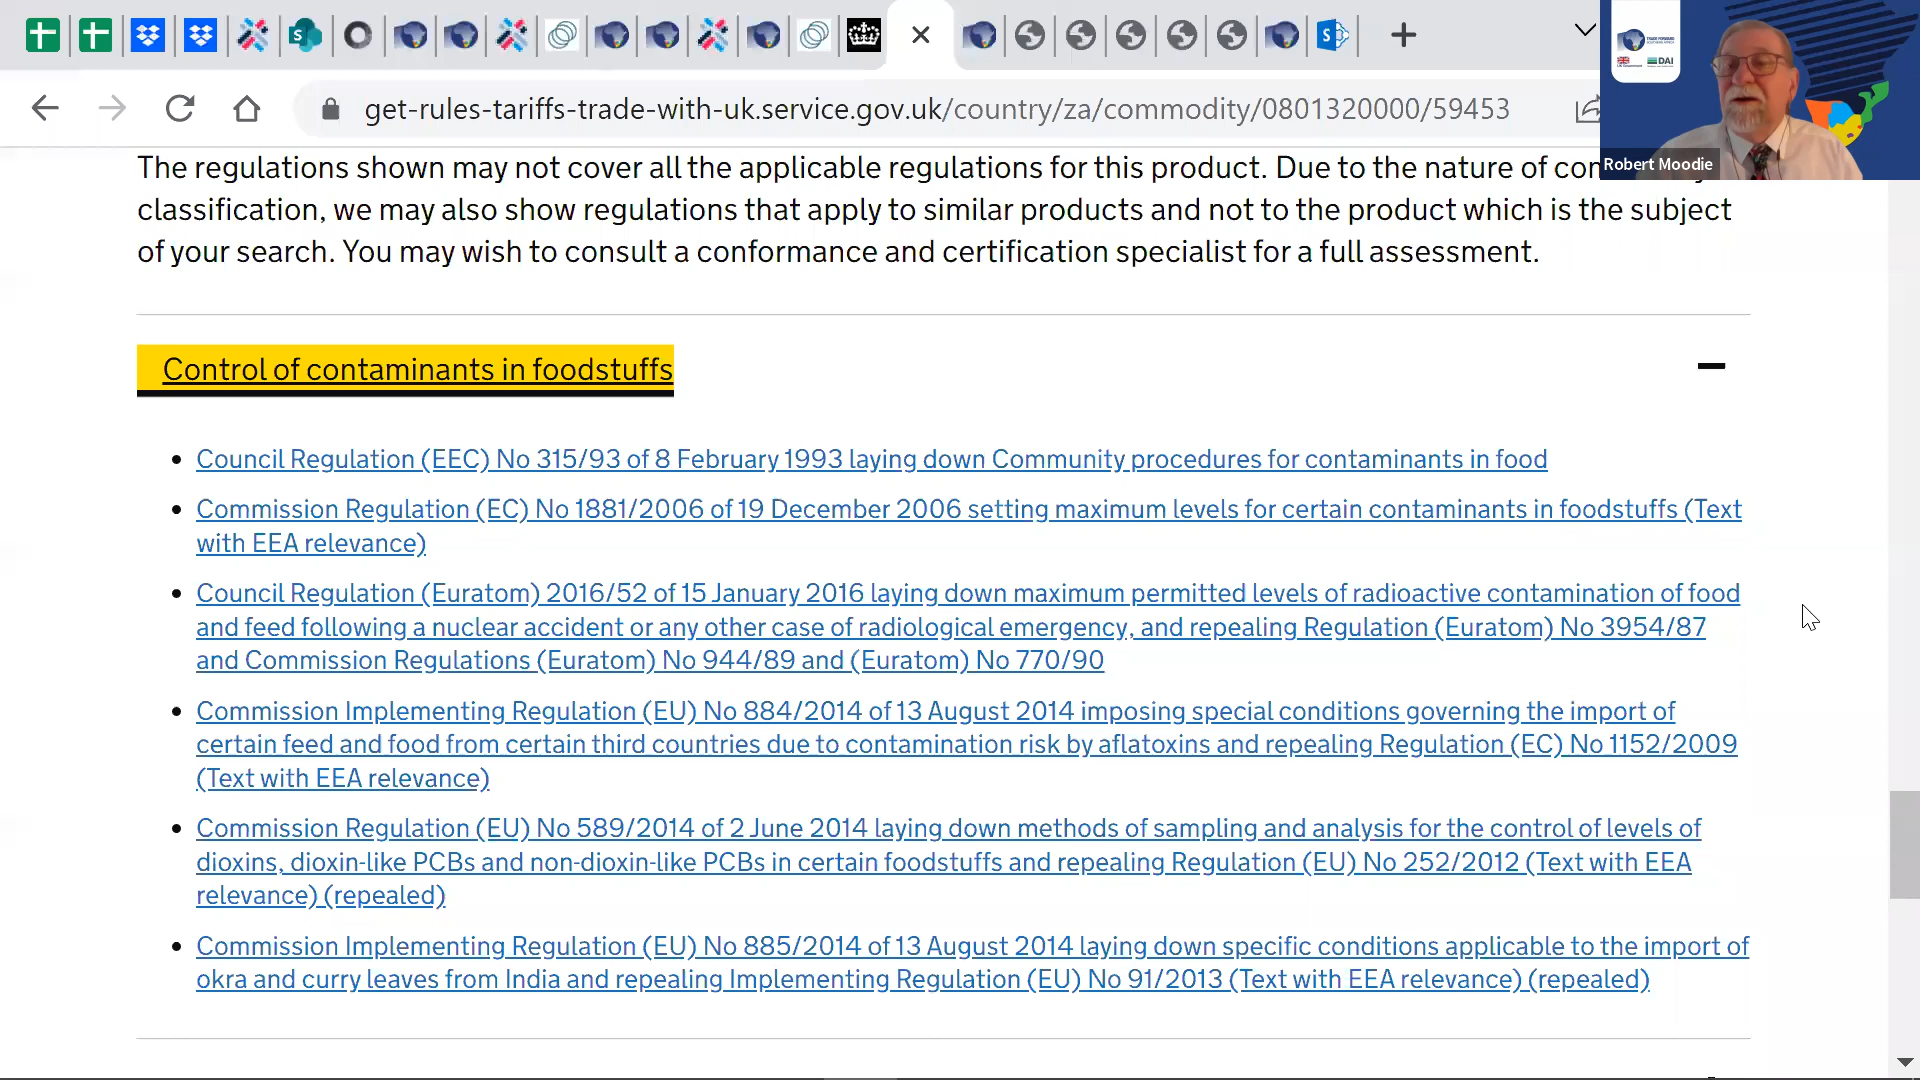 get-rules-tariffs-trade-with-uk.service.gov.uk/country/za/commodity/0801320000/59453
DAI
Robert Moodie
The regulations shown may not cover all the applicable regulations for this product. Due to the nature of
classification, we may also show regulations that apply to similar products and not to the product which is the subject
of your search. You may wish to consult a conformance and certification specialist for a full assessment.
Control of contaminants in foodstuffs
Council Regulation (EEC) No 315/93 of 8 February 1993 laying down Community procedures for contaminants in food
Commission Regulation (EC) No 1881/2006 of 19 December 2006 setting maximum levels for certain contaminants in foodstuffs (Text
with EEA relevance)
Council Regulation (Euratom) 2016/52 of 15 January 2016 laying down maximum permitted levels of radioactive contamination of food
and feed following a nuclear accident or any other case of radiological emergency, and repealing Regulation (Euratom) No 3954/87
and Commission Regulations (Euratom) No 944/89 and (Euratom) No 770/90
Commission Implementing Regulation (EU) No 884/2014 of 13 August 2014 imposing special conditions governing the import of
certain feed and food from certain third countries due to contamination risk by aflatoxins and repealing Regulation (EC) No 1152/2009
(Text with EEA relevance)
Commission Regulation (EU) No 589/2014 of 2 June 2014 laying down methods of sampling and analysis for the control of levels of
dioxins, dioxin-like PCBs and non-dioxin-like PCBs in certain foodstuffs and repealing Regulation (EU) No 252/2012 (Text with EEA
relevance) (repealed)
Commission Implementing Regulation (EU) No 885/2014 of 13 August 2014 laying down specific conditions applicable to the import of
okra and curry leaves from India and repealing Implementing Regulation (EU) No 91/2013 (Text with EEA relevance) (repealed)